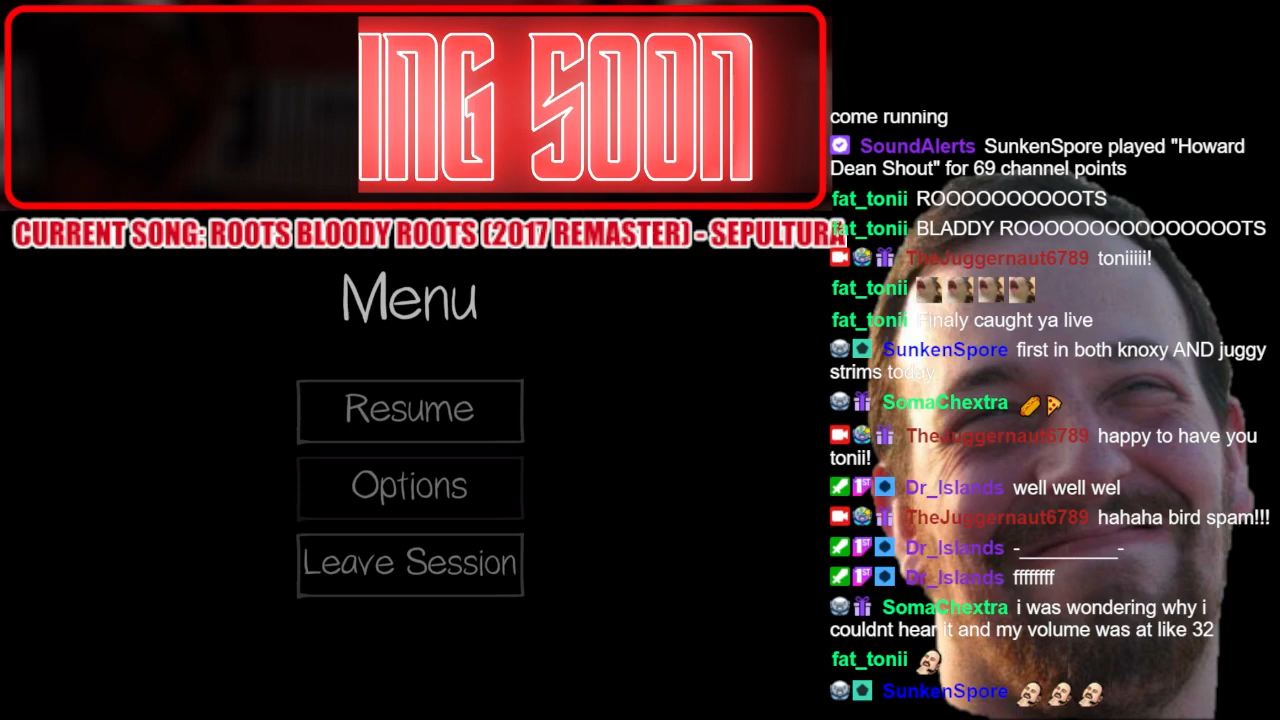 ING SOON
CURRENT SONG: ROOTS BLOODY ROOTS (2017 REMASTER) - SEPULTURA
Menu
Resume
Options
Leave Session
come running
SoundAlerts SunkenSpore played "Howard
Dean Shout" for 69 channel points
fat_tonii ROOOOOOOOOOTS
fat_tonii BLADDY ROOOOOOOOOOOOOOOTS
TheJuggernaut6789 toniiiii!
fat_tonii
fat_tonii Finaly caught ya live
SunkenSpore first in both knoxy AND juggy
strims today
SomaChextra
TheJuggernaut6789 happy to have you
tonii!
1ST Dr_Islands well well wel
TheJuggernaut6789 hahaha bird spam!!!
1ST Dr_Islands -__________-
1ST Dr_Islands ffffffff
SomaChextra i was wondering why i
couldnt hear it and my volume was at like 32
fat_tonii
SunkenSpore